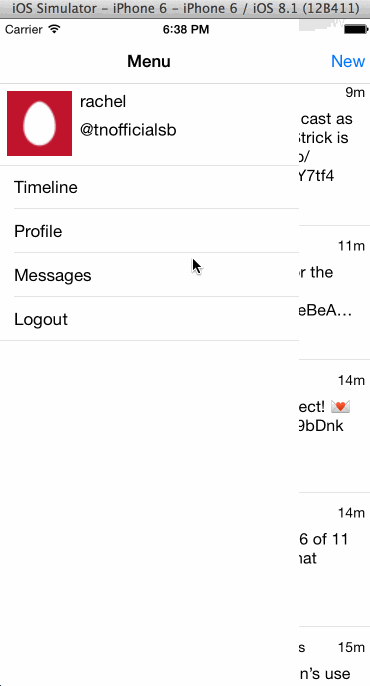 iOS Simulator - iPhone 6 - iPhone 6 / iOS 8.1 (12B411)
Carrier 6:38 PM
Menu New
rachel
@tnofficialsb
Timeline
Profile
Messages
Logout
9m
cast as
Strick is
Y7tf4
11m
or the
eBeA…
14m
ect! 💌
9bDnk
14m
6 of 11
hat
s 15m
n's use